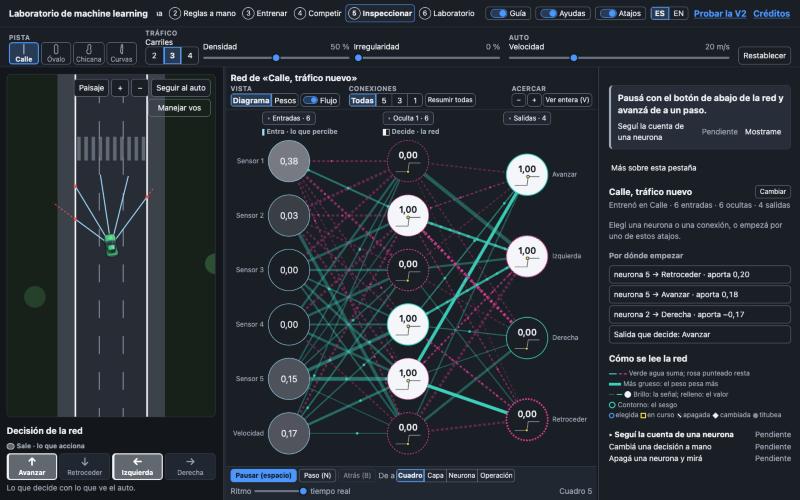 Laboratorio de machine learning
2 Reglas a mano
3 Entrenar
4 Competir
5 Inspeccionar
6 Laboratorio
Guía
Ayudas
Atajos
ES EN
Probar la V2
Créditos
PISTA
Calle
Óvalo
Chicana
Curvas
TRÁFICO
Carriles
2 3 4
Densidad 50 %
Irregularidad 0 %
AUTO
Velocidad 20 m/s
Restablecer
Paisaje + − Seguir al auto
Manejar vos
Decisión de la red
Sale · lo que acciona
↑ Avanzar
↓ Retroceder
← Izquierda
→ Derecha
Lo que decide con lo que ve el auto.
Red de «Calle, tráfico nuevo»
VISTA
Diagrama Pesos
Flujo
CONEXIONES
Todas 5 3 1
Resumir todas
ACERCAR
− + Ver entera (V)
Entradas · 6
Entra · lo que percibe
Oculta 1 · 6
Decide · la red
Salidas · 4
Sensor 1 0,38
Sensor 2 0,03
Sensor 3 0,00
Sensor 4 0,00
Sensor 5 0,15
Velocidad 0,17
0,00
1,00
0,00
1,00
1,00
0,00
1,00 Avanzar
1,00 Izquierda
0,00 Derecha
0,00 Retroceder
Pausar (espacio)
Paso (N)
Atrás (B)
De a Cuadro Capa Neurona Operación
Ritmo tiempo real
Cuadro 5
Pausá con el botón de abajo de la red y
avanzá de a un paso.
Seguí la cuenta de
una neurona
Pendiente
Mostrame
Más sobre esta pestaña
Calle, tráfico nuevo
Cambiar
Entrenó en Calle · 6 entradas · 6 ocultas · 4 salidas
Elegí una neurona o una conexión, o empezá por
uno de estos atajos.
Por dónde empezar
neurona 5 → Retroceder · aporta 0,20
neurona 5 → Avanzar · aporta 0,18
neurona 2 → Derecha · aporta −0,17
Salida que decide: Avanzar
Cómo se lee la red
Verde agua suma; rosa punteado resta
Más grueso: el peso pesa más
Brillo: la señal; relleno: el valor
Contorno: el sesgo
elegida en curso apagada cambiada titubea
Seguí la cuenta de una neurona Pendiente
Cambiá una decisión a mano Pendiente
Apagá una neurona y mirá Pendiente